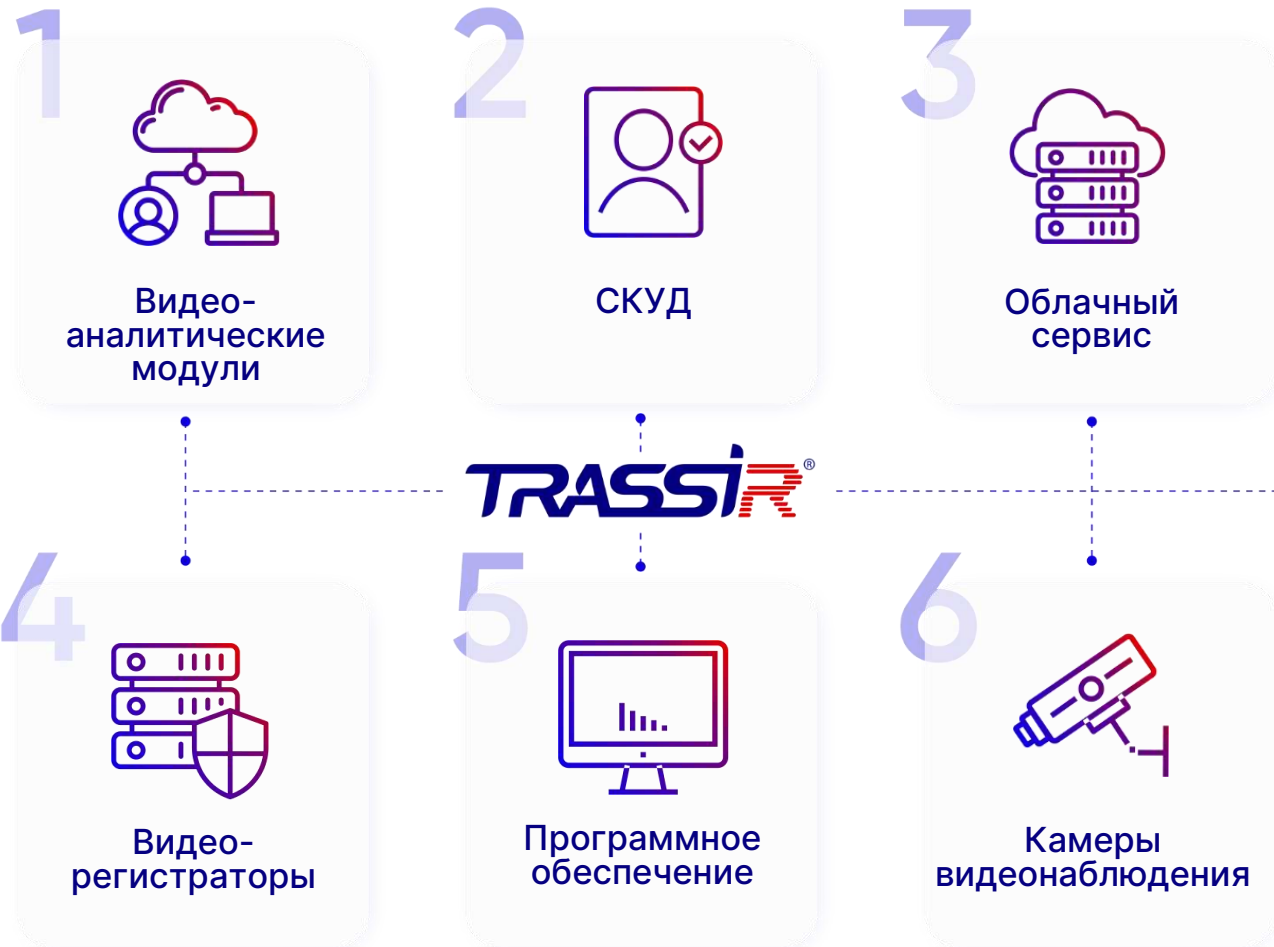 1
Видео-
аналитические
модули
2
СКУД
3
Облачный
сервис
TRASSIR®
4
Видео-
регистраторы
5
Программное
обеспечение
6
Камеры
видеонаблюдения